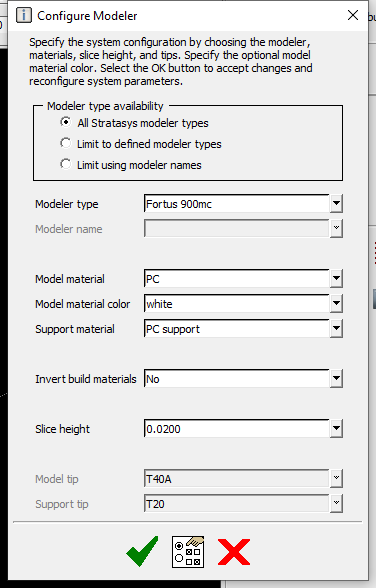 Configure Modeler
Specify the system configuration by choosing the modeler,
materials, slice height, and tips. Specify the optional model
material color. Select the OK button to accept changes and
reconfigure system parameters.
Modeler type availability
All Stratasys modeler types
Limit to defined modeler types
Limit using modeler names
Modeler type Fortus 900mc
Modeler name
Model material PC
Model material color white
Support material PC support
Invert build materials No
Slice height 0.0200
Model tip T40A
Support tip T20